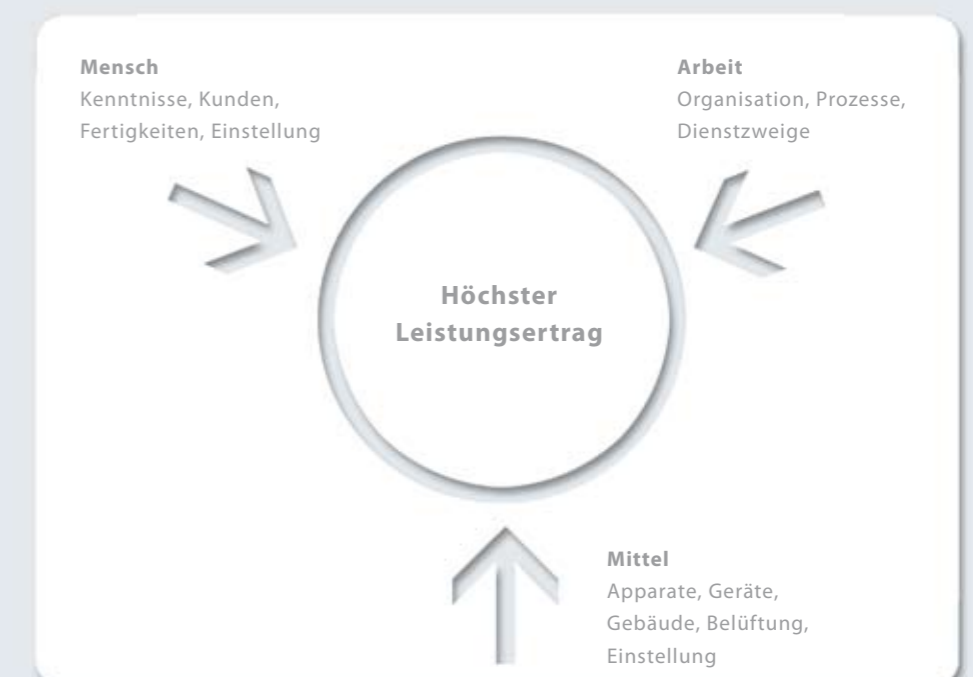 Mensch
Kenntnisse, Kunden,
Fertigkeiten, Einstellung
Arbeit
Organisation, Prozesse,
Dienstzweige
Höchster
Leistungsertrag
Mittel
Apparate, Geräte,
Gebäude, Belüftung,
Einstellung